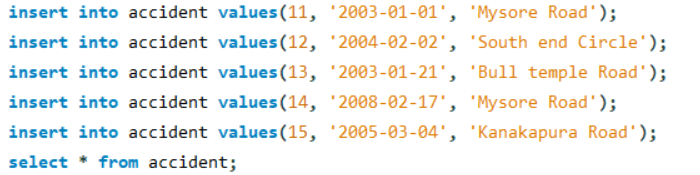 insert into accident values(11, '2003-01-01', 'Mysore Road');
insert into accident values(12, '2004-02-02', 'South end Circle');
insert into accident values(13, '2003-01-21', 'Bull temple Road');
insert into accident values(14, '2008-02-17', 'Mysore Road');
insert into accident values(15, '2005-03-04', 'Kanakapura Road');
select * from accident;